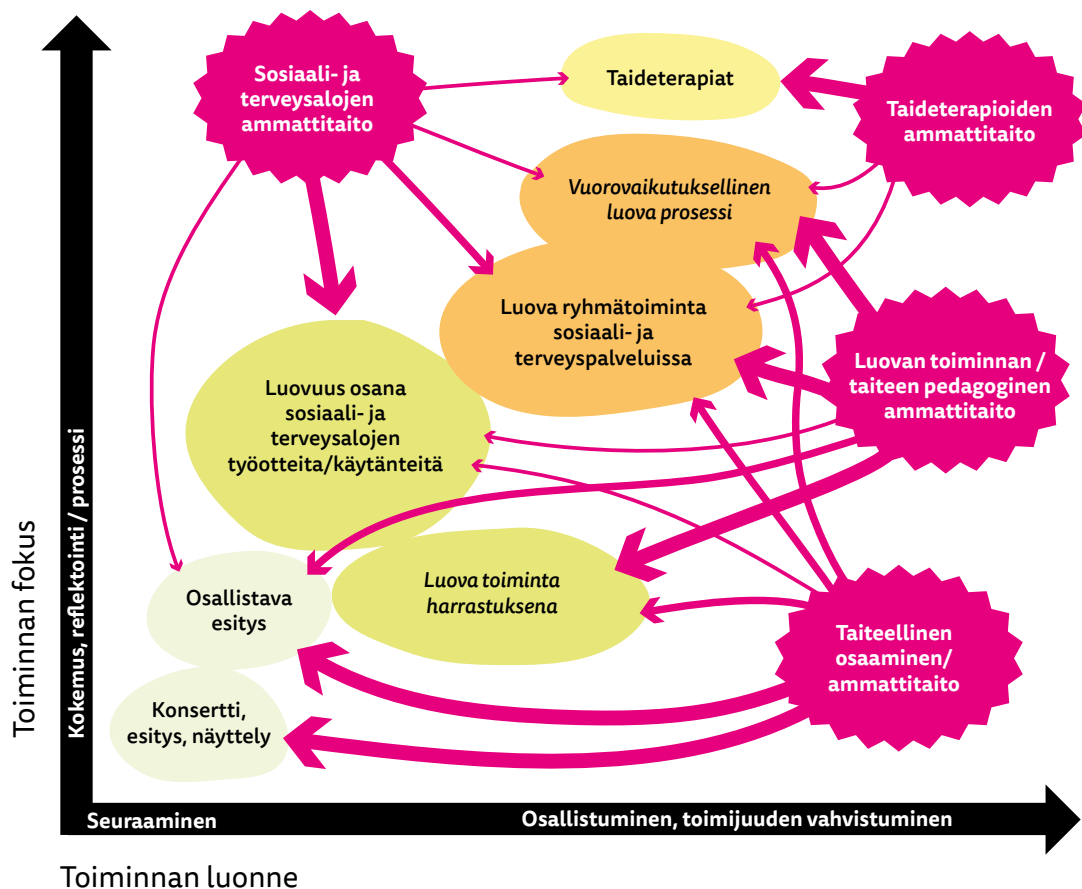 Sosiaali- ja
terveysalojen
ammattitaito
Taideterapiat
Taideterapioiden
ammattitaito
Vuorovaikutuksellinen
luova prosessi
Luova ryhmätoiminta
sosiaali- ja
terveyspalveluissa
Luovan toiminnan /
taiteen pedagoginen
ammattitaito
Luovuus osana
sosiaali- ja
terveysalojen
työotteita/käytänteitä
Luova toiminta
harrastuksena
Osallistava
esitys
Taiteellinen
osaaminen/
ammattitaito
Konsertti,
esitys, näyttely
Toiminnan fokus
Kokemus, reflektointi / prosessi
Seuraaminen
Osallistuminen, toimijuuden vahvistuminen
Toiminnan luonne